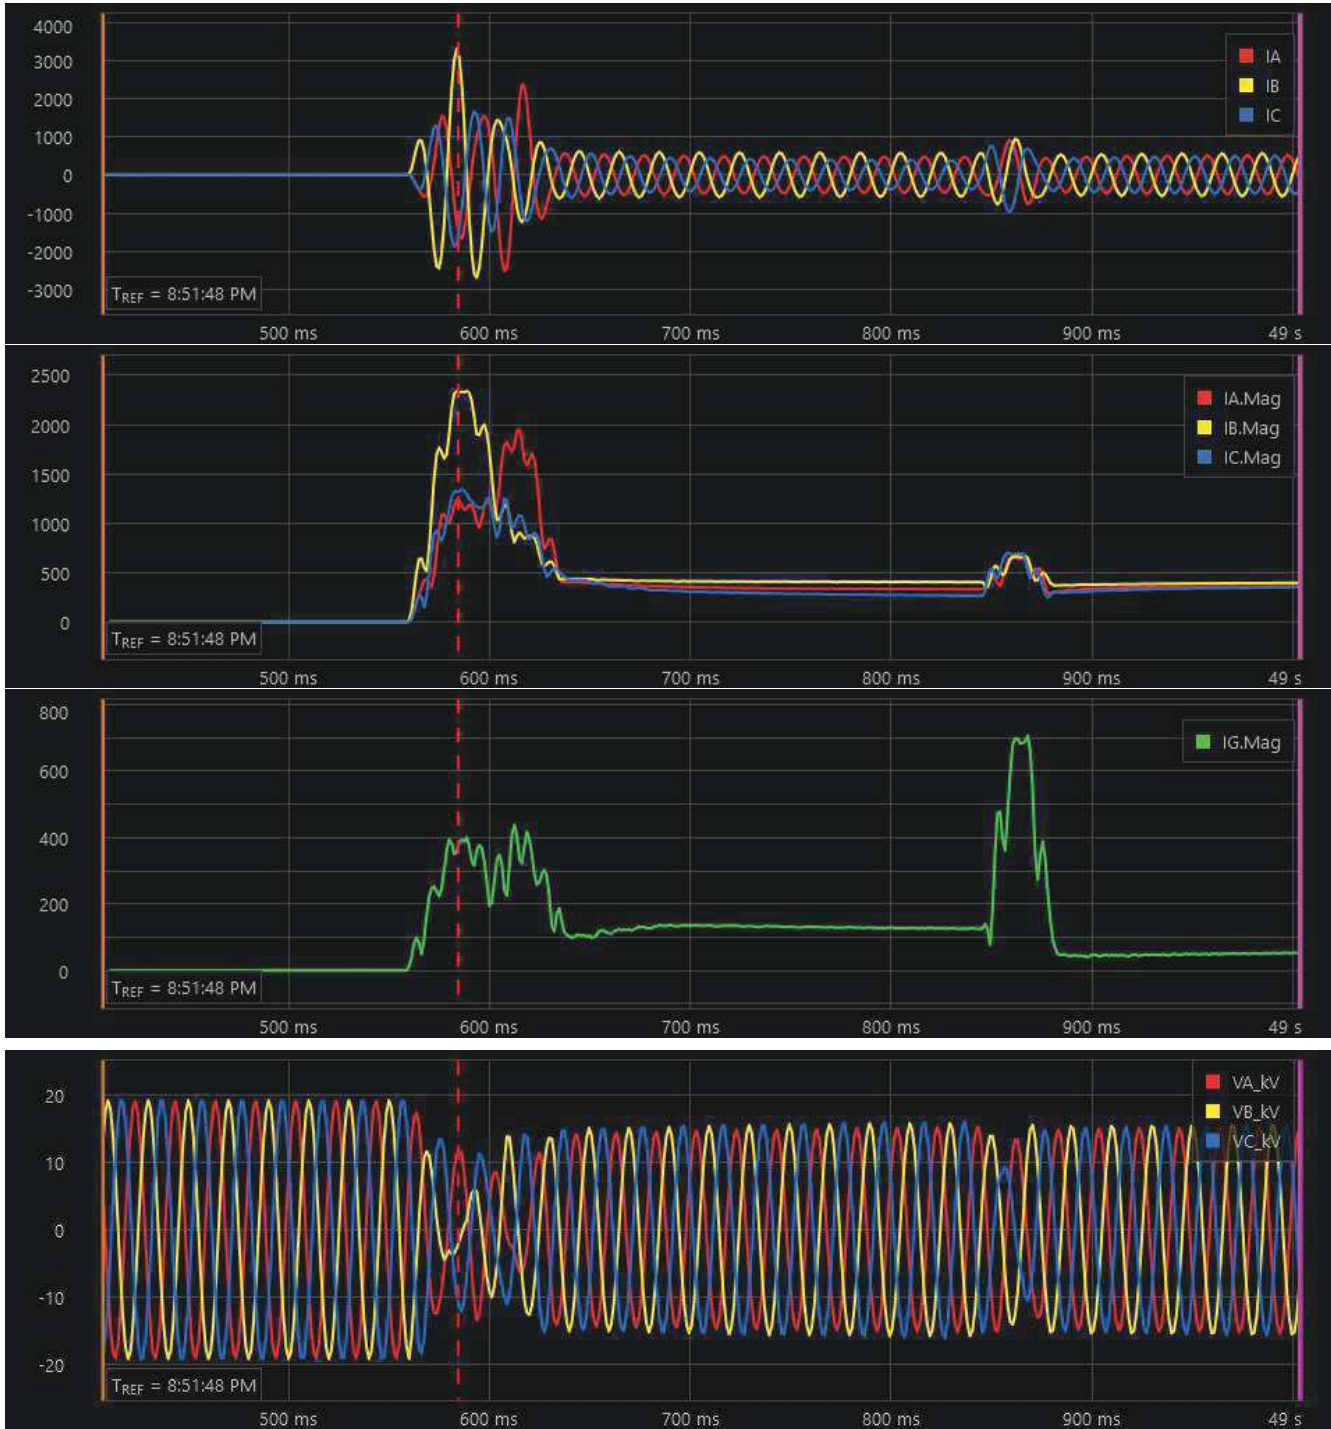 4000
3000
2000
1000
0
-1000
-2000
-3000
IA
IB
IC
TREF = 8:51:48 PM
500 ms 600 ms 700 ms 800 ms 900 ms 49 s
2500
2000
1500
1000
500
0
IA.Mag
IB.Mag
IC.Mag
TREF = 8:51:48 PM
500 ms 600 ms 700 ms 800 ms 900 ms 49 s
800
600
400
200
0
IG.Mag
TREF = 8:51:48 PM
500 ms 600 ms 700 ms 800 ms 900 ms 49 s
20
10
0
-10
-20
VA_kV
VB_kV
VC_kV
TREF = 8:51:48 PM
500 ms 600 ms 700 ms 800 ms 900 ms 49 s